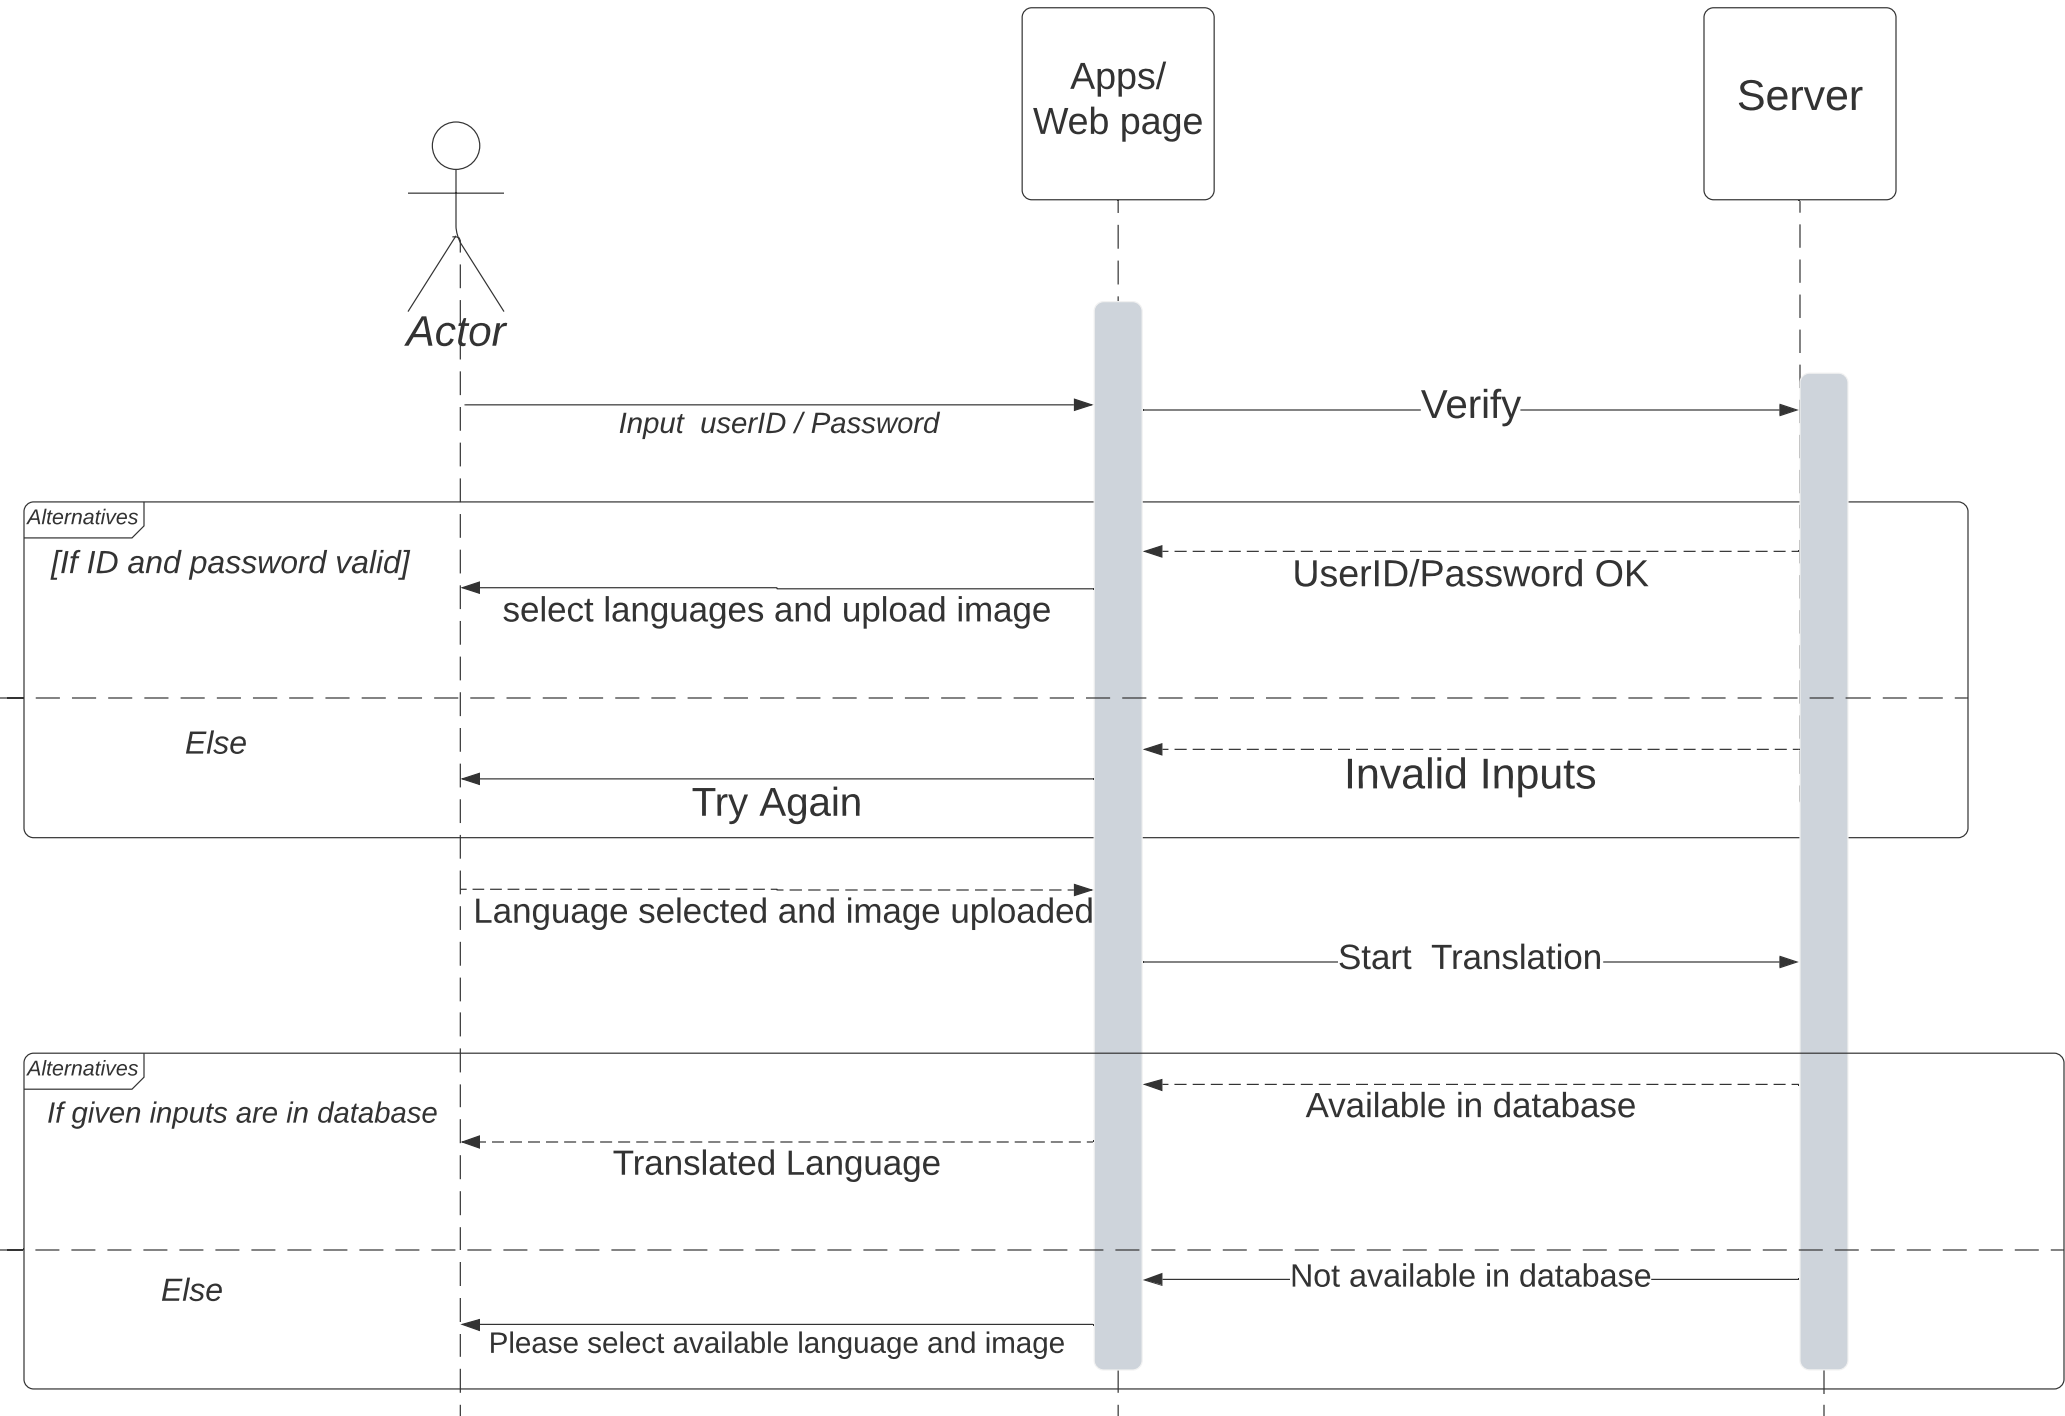 Apps/
Web page
Server
Actor
Input  userID / Password
Verify
Alternatives
[If ID and password valid]
UserID/Password OK
select languages and upload image
Else
Invalid Inputs
Try Again
Language selected and image uploaded
Start  Translation
Alternatives
If given inputs are in database
Available in database
Translated Language
Else
Not available in database
Please select available language and image